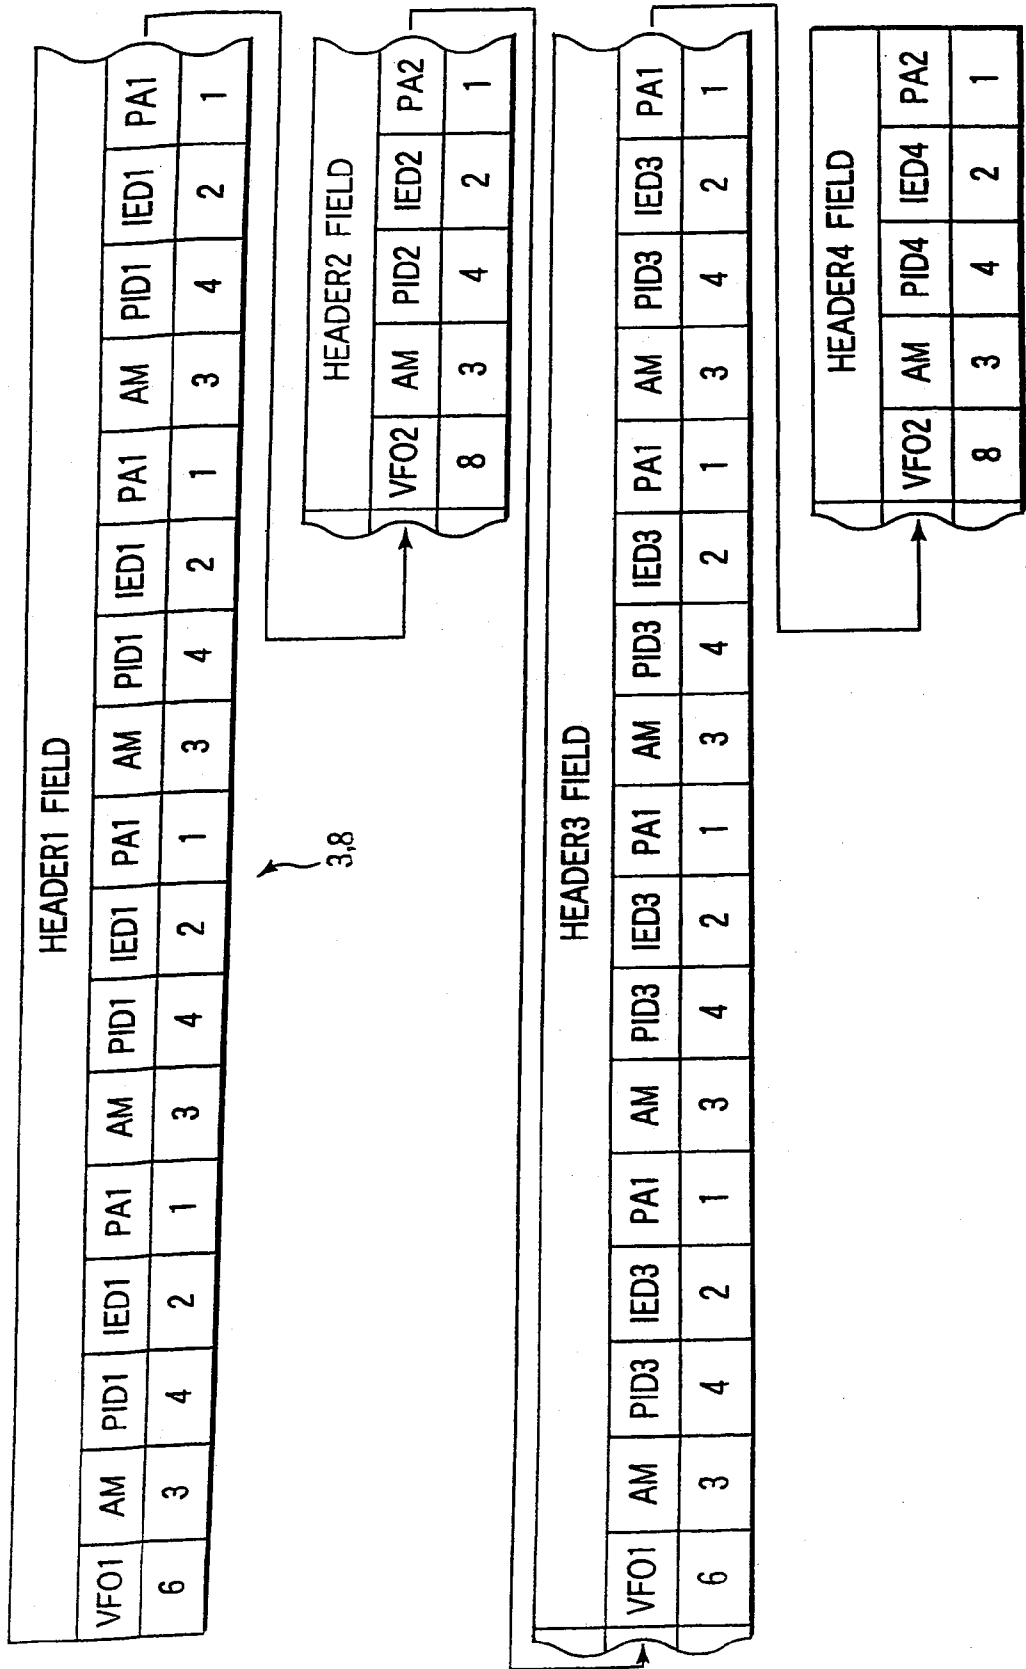 HEADER1 FIELD
VFO1 AM PID1 IED1 PA1 AM PID1 IED1 PA1 AM PID1 IED1 PA1 AM PID1 IED1 PA1
6 3 4 2 1 3 4 2 1 3 4 2 1 3 4 2 1
3,8
HEADER2 FIELD
VFO2 AM PID2 IED2 PA2
8 3 4 2 1
HEADER3 FIELD
VFO1 AM PID3 IED3 PA1 AM PID3 IED3 PA1 AM PID3 IED3 PA1 AM PID3 IED3 PA1
6 3 4 2 1 3 4 2 1 3 4 2 1 3 4 2 1
HEADER4 FIELD
VFO2 AM PID4 IED4 PA2
8 3 4 2 1